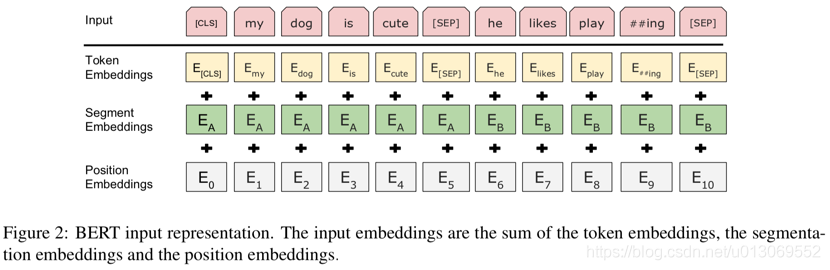 Input [CLS] my dog is cute [SEP] he likes play ##ing [SEP]
Token
Embeddings
E[CLS] Emy Edog Eis Ecute E[SEP] Ehe Elikes Eplay E##ing E[SEP]
+ + + + + + + + + + +
Segment
Embeddings
EA EA EA EA EA EA EB EB EB EB EB
+ + + + + + + + + + +
Position
Embeddings
E0 E1 E2 E3 E4 E5 E6 E7 E8 E9 E10
Figure 2: BERT input representation. The input embeddings are the sum of the token embeddings, the segmenta-
tion embeddings and the position embeddings.
https://blog.csdn.net/u013069552